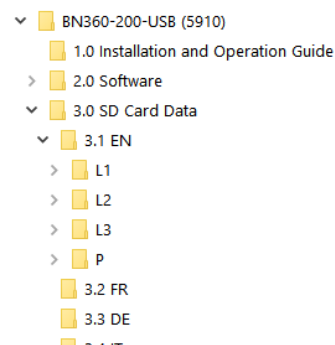 BN360-200-USB (5910)
1.0 Installation and Operation Guide
2.0 Software
3.0 SD Card Data
3.1 EN
L1
L2
L3
P
3.2 FR
3.3 DE